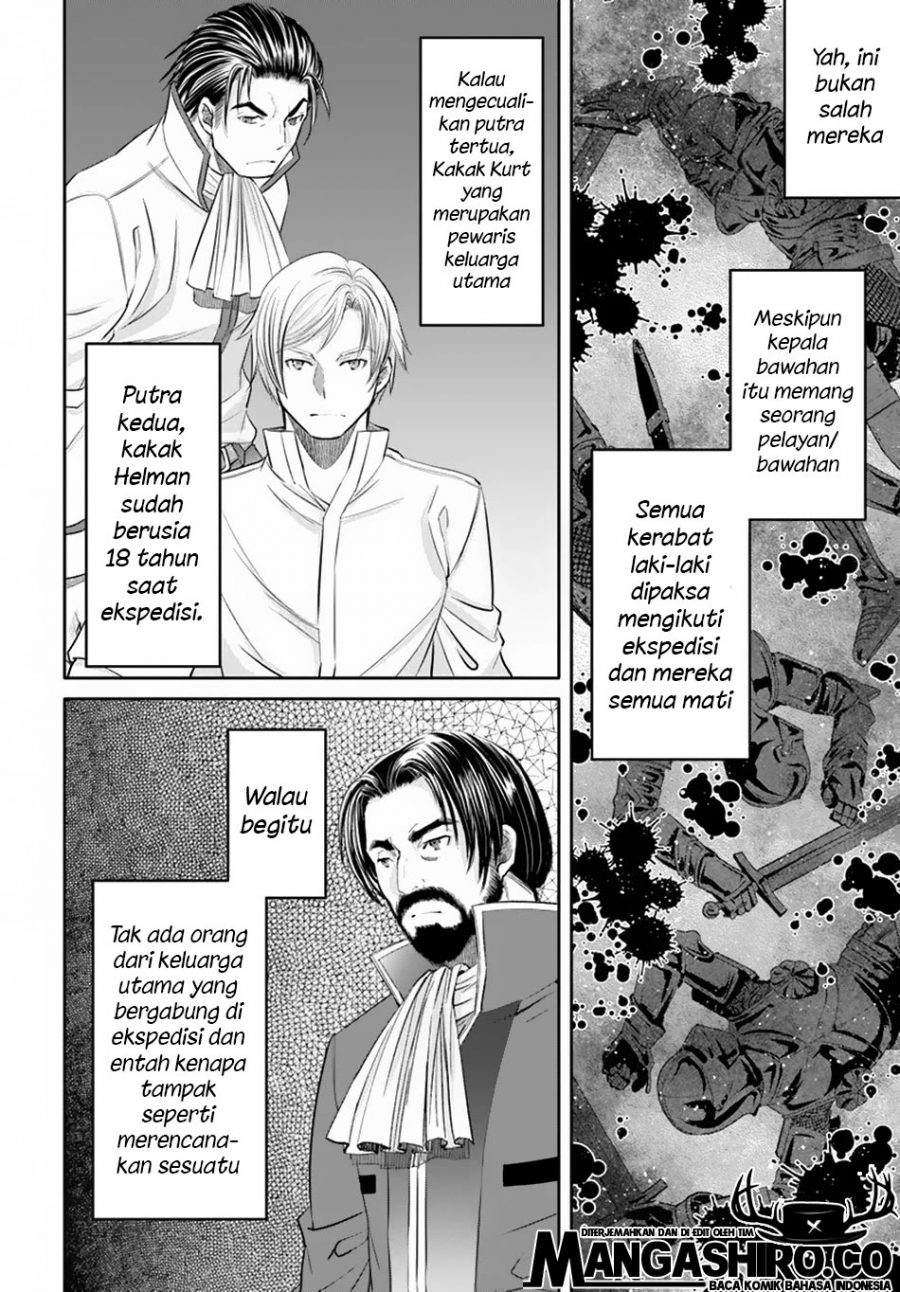 Yah, ini
bukan
salah
mereka
Meskipun
kepala
bawahan
itu memang
seorang
pelayan/
bawahan
Semua
kerabat
laki-laki
dipaksa
mengikuti
ekspedisi
dan mereka
semua mati
Kalau
mengecuali-
kan putra
tertua,
Kakak Kurt
yang
merupakan
pewaris
keluarga
utama
Putra
kedua,
kakak
Helman
sudah
berusia
18 tahun
saat
ekspedisi.
Walau
begitu
Tak ada orang
dari keluarga
utama yang
bergabung di
ekspedisi dan
entah kenapa
tampak
seperti
merencana-
kan sesuatu
DITERJEMAHKAN DAN DI EDIT OLEH TIM
MANGASHIRO.CO
BACA KOMIK BAHASA INDONESIA